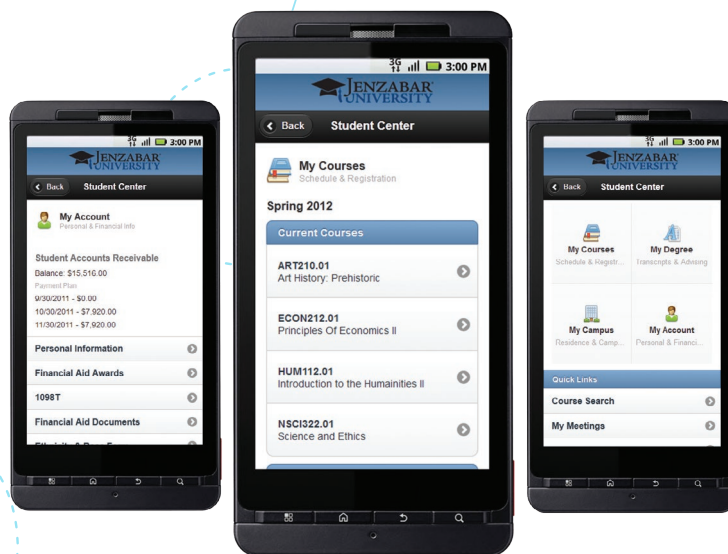 3G 3:00 PM
JENZABAR
UNIVERSITY
Back Student Center
My Account
Personal & Financial Info
Student Accounts Receivable
Balance: $15,516.00
Payment Plan
9/30/2011 - $0.00
10/30/2011 - $7,920.00
11/30/2011 - $7,920.00
Personal Information
Financial Aid Awards
1098T
Financial Aid Documents
3G 3:00 PM
JENZABAR
UNIVERSITY
Back Student Center
My Courses
Schedule & Registration
Spring 2012
Current Courses
ART210.01
Art History: Prehistoric
ECON212.01
Principles Of Economics II
HUM112.01
Introduction to the Humainities II
NSCI322.01
Science and Ethics
3G 3:00 PM
JENZABAR
UNIVERSITY
Back Student Center
My Courses My Degree
Schedule & Registr... Transcripts & Advising
My Campus My Account
Residence & Camp... Personal & Financi...
Quick Links
Course Search
My Meetings